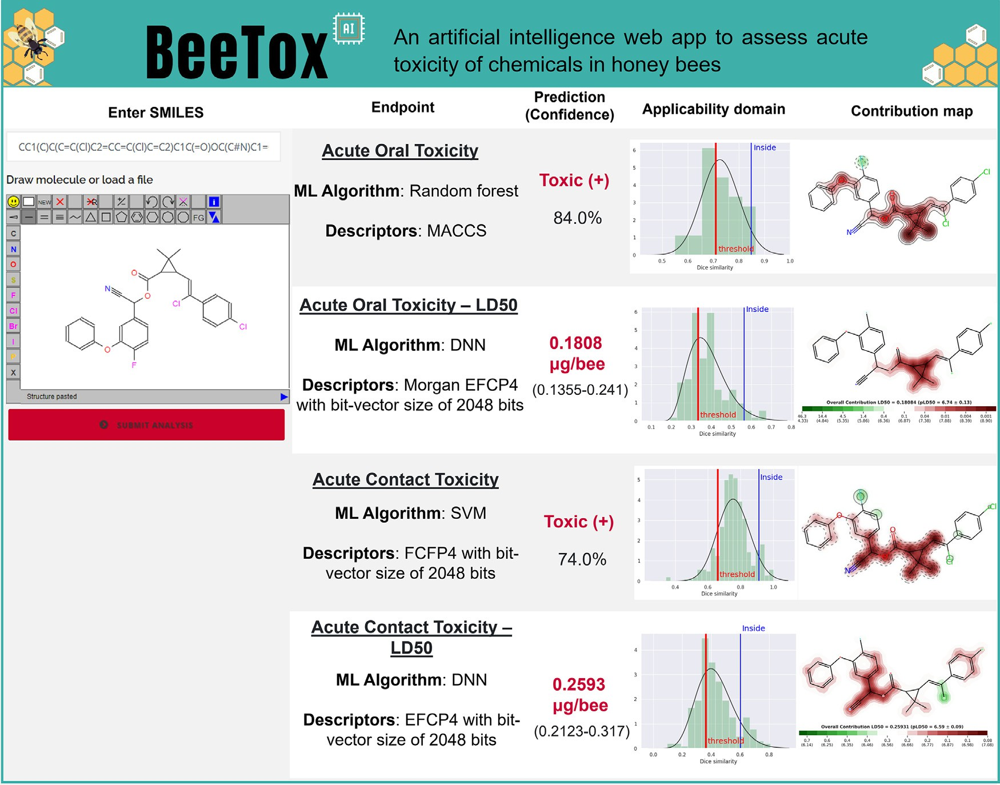 BeeTox
AI
An artificial intelligence web app to assess acute
toxicity of chemicals in honey bees
Enter SMILES
Endpoint
Prediction
(Confidence)
Applicability domain
Contribution map
CC1(C)C(C=C(Cl)C2=CC=C(Cl)C=C2)C1C(=O)OC(C#N)C1=
Draw molecule or load a file
NEW
FG
C
N
O
S
F
Cl
Br
I
P
X
N
O
O
Cl
Cl
O
F
Structure pasted
SUBMIT ANALYSIS
Acute Oral Toxicity
ML Algorithm: Random forest
Descriptors: MACCS
Toxic (+)
84.0%
Inside
threshold
6
5
4
3
2
1
0
0.5 0.6 0.7 0.8 0.9 1.0
Dice similarity
Cl
Cl
N
Acute Oral Toxicity – LD50
ML Algorithm: DNN
Descriptors: Morgan EFCP4
with bit-vector size of 2048 bits
0.1808
µg/bee
(0.1355-0.241)
Inside
threshold
6
5
4
3
2
1
0
0.1 0.2 0.3 0.4 0.5 0.6 0.7 0.8
Dice similarity
Overall Contribution LD50 = 0.18084 (pLD50 = 6.74 ± 0.13)
46.3 14.4 4.5 1.4 0.4 0.1 0.04 0.01 0.004 0.001
4.33) (4.84) (5.35) (5.86) (6.36) (6.87) (7.38) (7.88) (8.39) (8.90)
Acute Contact Toxicity
ML Algorithm: SVM
Descriptors: FCFP4 with bit-
vector size of 2048 bits
Toxic (+)
74.0%
Inside
threshold
5
4
3
2
1
0
0.4 0.6 0.8 1.0
Dice similarity
Cl
O
O
N
Cl
Acute Contact Toxicity –
LD50
ML Algorithm: DNN
Descriptors: EFCP4 with bit-
vector size of 2048 bits
0.2593
µg/bee
(0.2123-0.317)
Inside
threshold
4
3
2
1
0
0.0 0.2 0.4 0.6 0.8
Dice similarity
Overall Contribution LD50 = 0.25931 (pLD50 = 6.59 ± 0.09)
0.7 0.6 0.4 0.4 0.3 0.2 0.2 0.1 0.1 0.08
(6.14) (6.25) (6.35) (6.46) (6.56) (6.66) (6.77) (6.87) (6.98) (7.08)